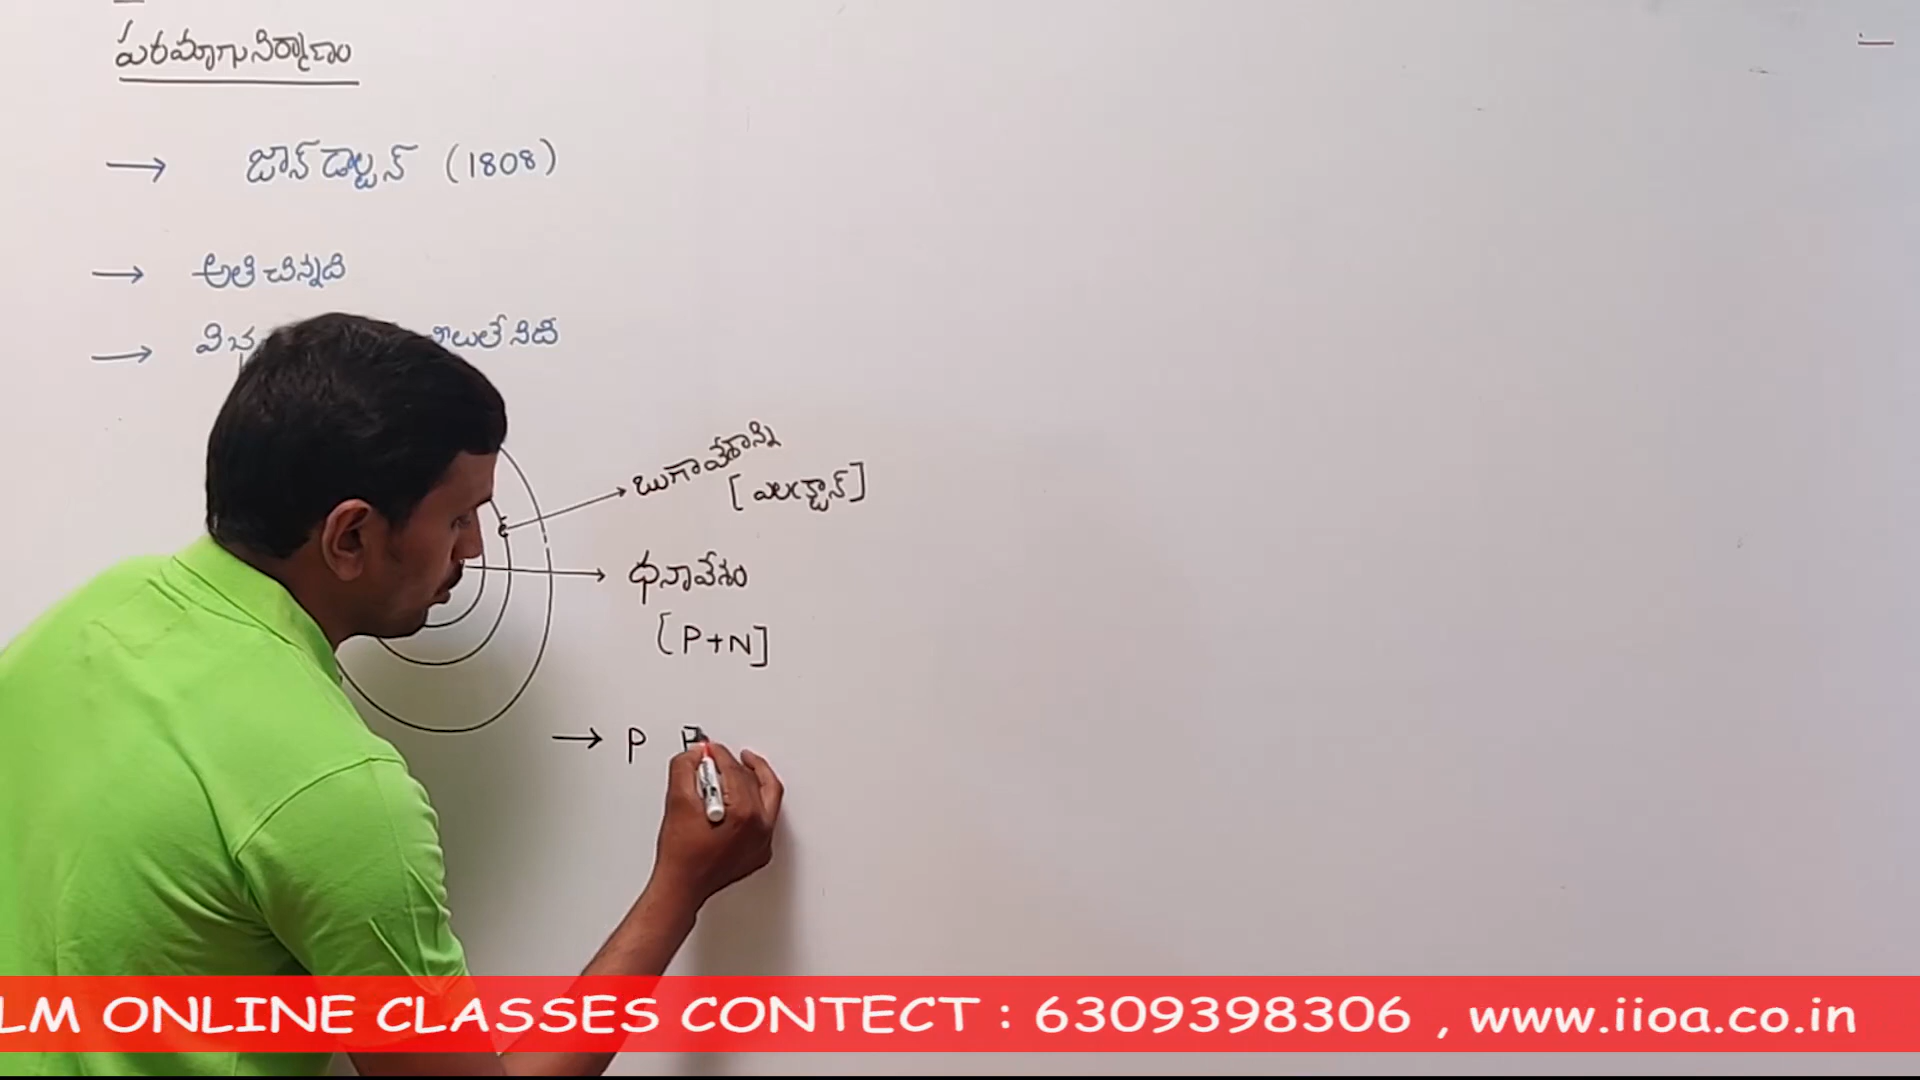 పరమాణు నిర్మాణం
→ జాన్ డాల్టన్ (1808)
→ అతి చిన్నది
→ విభ
లులేనిది
ఋణావేశాన్ని
[ఎలక్ట్రాన్]
e
ధనావేశం
[P+N]
→ P
LM ONLINE CLASSES CONTECT : 6309398306 , www.iioa.co.in